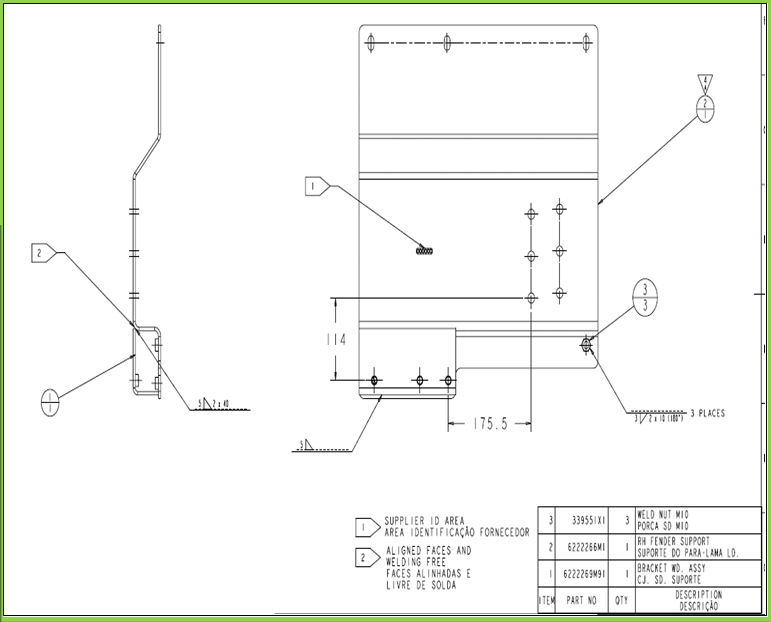 4
A
2
1
1
2
3
3
114
1
1
5 2 x 40
175.5
3 PLACES
3 2 x 10 (180°)
5
1 SUPPLIER ID AREA
AREA IDENTIFICAÇÃO FORNECEDOR
2 ALIGNED FACES AND
WELDING FREE
FACES ALINHADAS E
LIVRE DE SOLDA
3 339551X1 3 WELD NUT M10
PORCA SD M10
2 6222266M1 1 RH FENDER SUPPORT
SUPORTE DO PARA-LAMA LD.
1 6222269M91 1 BRACKET WD. ASSY
CJ. SD. SUPORTE
ITEM PART NO QTY DESCRIPTION
DESCRIÇÃO